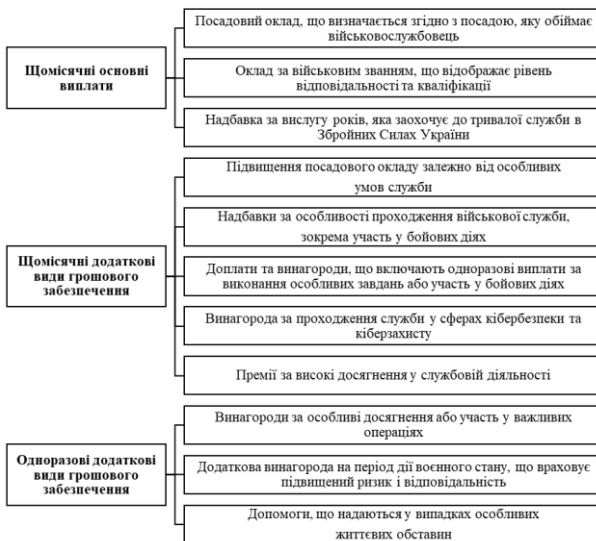 Щомісячні основні
виплати
Посадовий оклад, що визначається згідно з посадою, яку обіймає
військовослужбовець
Оклад за військовим званням, що відображає рівень
відповідальності та кваліфікації
Надбавка за вислугу років, яка заохочує до тривалої служби в
Збройних Силах України
Щомісячні додаткові
види грошового
забезпечення
Підвищення посадового окладу залежно від особливих
умов служби
Надбавки за особливості проходження військової служби,
зокрема участь у бойових діях
Доплати та винагороди, що включають одноразові виплати за
виконання особливих завдань або участь у бойових діях
Винагорода за проходження служби у сферах кібербезпеки та
кіберзахисту
Премії за високі досягнення у службовій діяльності
Одноразові додаткові
види грошового
забезпечення
Винагороди за особливі досягнення або участь у важливих
операціях
Додаткова винагорода на період дії воєнного стану, що враховує
підвищений ризик і відповідальність
Допомоги, що надаються у випадках особливих
життєвих обставин